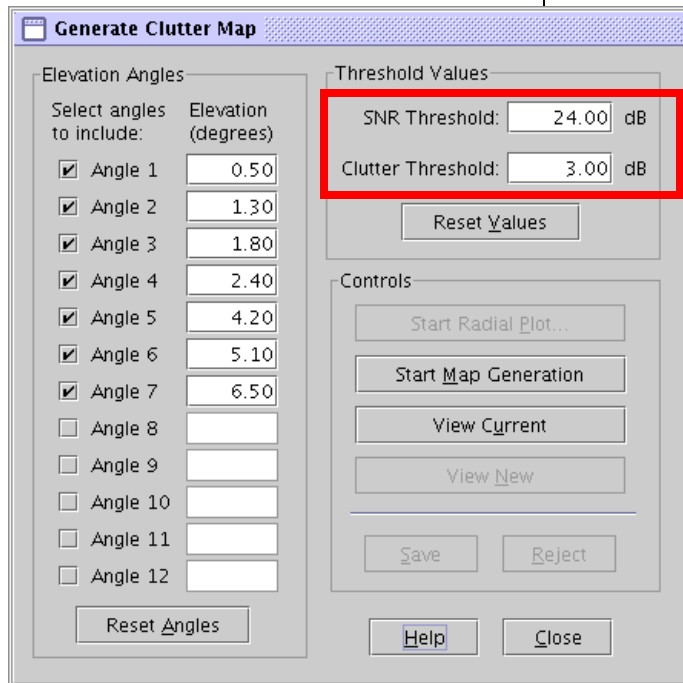 Generate Clutter Map
Elevation Angles
Select angles to include:
Elevation (degrees)
Angle 1 0.50
Angle 2 1.30
Angle 3 1.80
Angle 4 2.40
Angle 5 4.20
Angle 6 5.10
Angle 7 6.50
Angle 8
Angle 9
Angle 10
Angle 11
Angle 12
Reset Angles
Threshold Values
SNR Threshold: 24.00 dB
Clutter Threshold: 3.00 dB
Reset Values
Controls
Start Radial Plot...
Start Map Generation
View Current
View New
Save Reject
Help Close